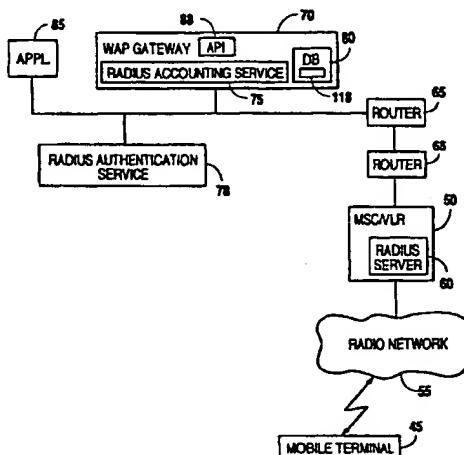 85
APPL.
70
WAP GATEWAY
88
API
80
DB
RADIUS ACCOUNTING SERVICE
75
118
65
ROUTER
68
ROUTER
RADIUS AUTHENTICATION
SERVICE
78
50
MSC/VLR
RADIUS
SERVER
60
RADIO NETWORK
55
45
MOBILE TERMINAL